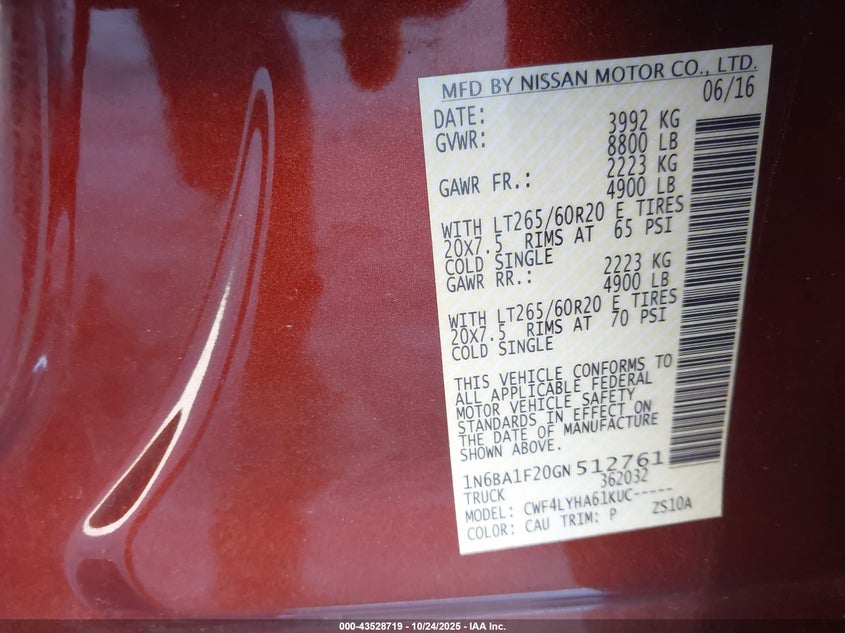 MFD BY NISSAN MOTOR CO., LTD.
DATE: 06/16
GVWR: 3992 KG
8800 LB
GAWR FR.: 2223 KG
4900 LB
WITH LT265/60R20 E TIRES
20X7.5 RIMS AT 65 PSI
COLD SINGLE
GAWR RR.: 2223 KG
4900 LB
WITH LT265/60R20 E TIRES
20X7.5 RIMS AT 70 PSI
COLD SINGLE
THIS VEHICLE CONFORMS TO
ALL APPLICABLE FEDERAL
MOTOR VEHICLE SAFETY
STANDARDS IN EFFECT ON
THE DATE OF MANUFACTURE
SHOWN ABOVE.
1N6BA1F20GN512761
TRUCK 362032
MODEL: CWF4LYHA61KUC-----
COLOR: CAU TRIM: P ZS10A
000-43528719 - 10/24/2025 - IAA Inc.